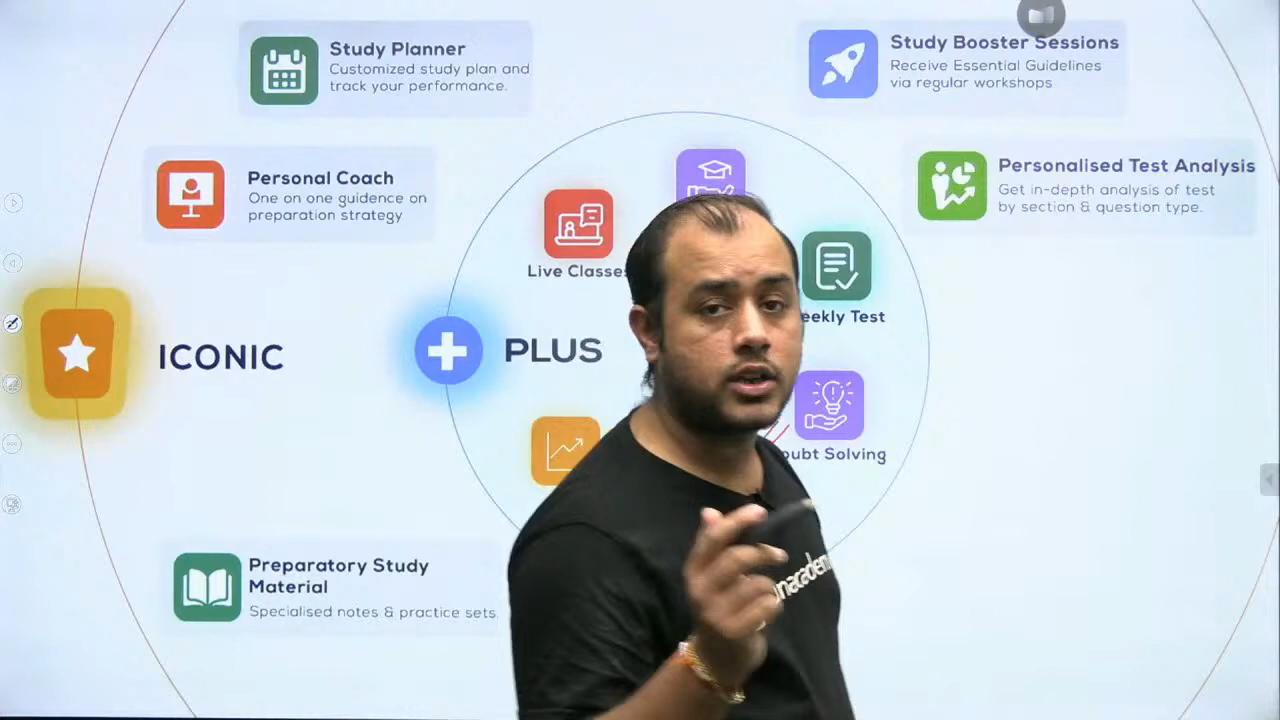 Study Planner
Customized study plan and
track your performance.
Study Booster Sessions
Receive Essential Guidelines
via regular workshops
Personal Coach
One on one guidance on
preparation strategy
Personalised Test Analysis
Get in-depth analysis of test
by section & question type.
Live Classes
eekly Test
ICONIC
PLUS
oubt Solving
Preparatory Study
Material
Specialised notes & practice sets.
unacadem